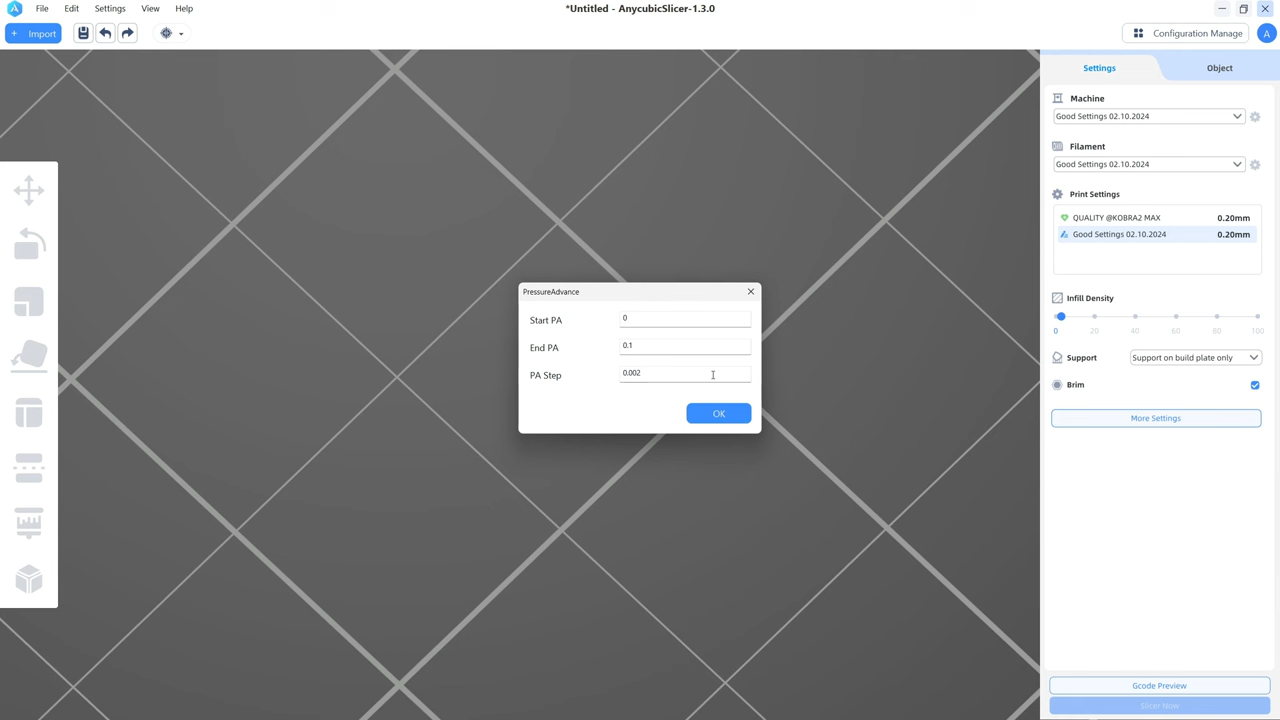 File Edit Settings View Help
*Untitled - AnycubicSlicer-1.3.0
+ Import
Configuration Manage
A
Settings Object
Machine
Good Settings 02.10.2024
Filament
Good Settings 02.10.2024
Print Settings
QUALITY @KOBRA2 MAX 0.20mm
Good Settings 02.10.2024 0.20mm
Infill Density
0 20 40 60 80 100
Support Support on build plate only
Brim
More Settings
Gcode Preview
Slicer Now
PressureAdvance
Start PA 0
End PA 0.1
PA Step 0.002
OK